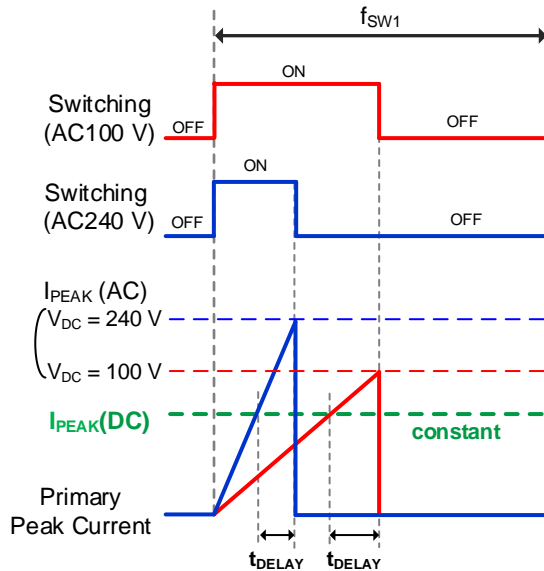 fSW1
ON
Switching
(AC100 V)
OFF
OFF
ON
Switching
(AC240 V)
OFF
OFF
IPEAK (AC)
VDC = 240 V
VDC = 100 V
IPEAK(DC)
constant
Primary
Peak Current
tDELAY
tDELAY